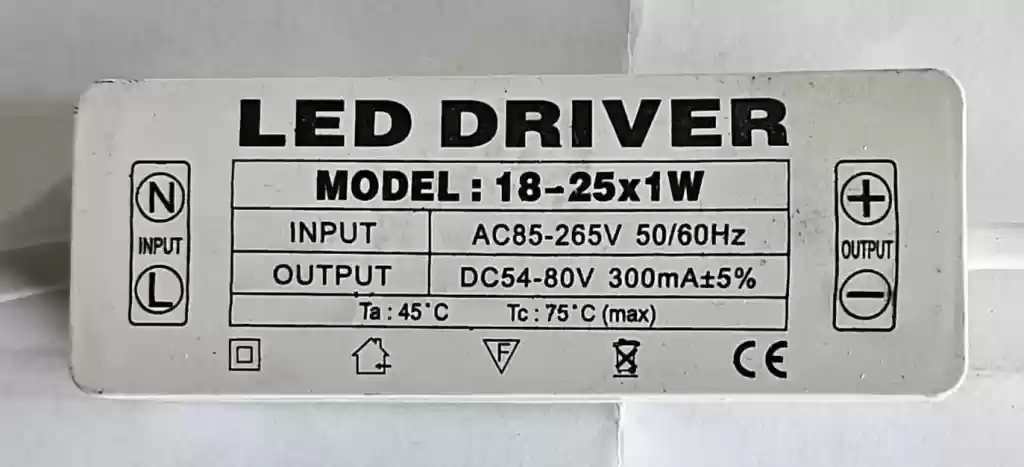 LED DRIVER
MODEL : 18-25x1W
INPUT AC85-265V 50/60Hz
OUTPUT DC54-80V 300mA±5%
Ta : 45°C Tc : 75°C (max)
N
INPUT
L
+
OUTPUT
−
F
CE